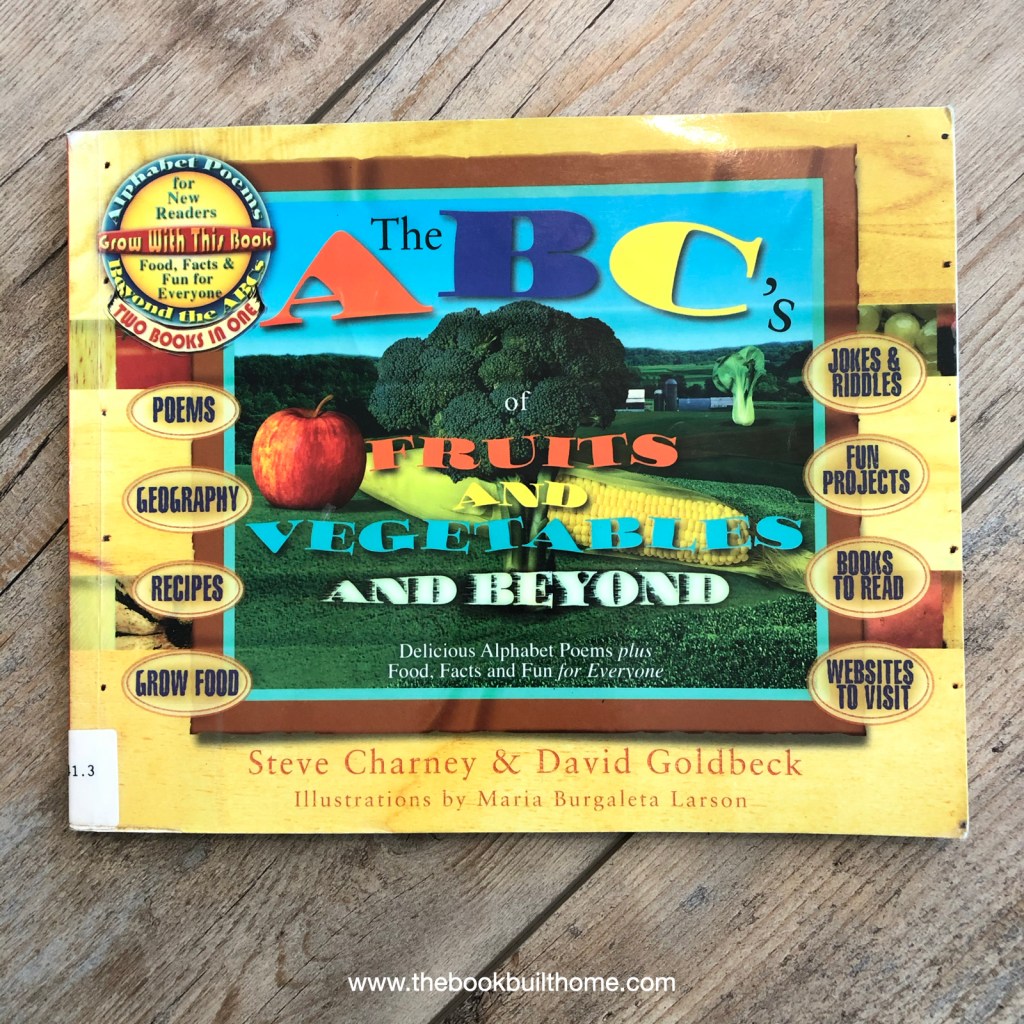 Alphabet Poems
for
New
Readers
Grow With This Book
Food, Facts &
Fun for
Everyone
Beyond the ABC's
TWO BOOKS IN ONE
The
ABC's
of
FRUITS
AND
VEGETABLES
AND BEYOND
Delicious Alphabet Poems plus
Food, Facts and Fun for Everyone
POEMS
GEOGRAPHY
RECIPES
GROW FOOD
JOKES &
RIDDLES
FUN
PROJECTS
BOOKS
TO READ
WEBSITES
TO VISIT
Steve Charney & David Goldbeck
Illustrations by Maria Burgaleta Larson
1.3
www.thebookbuilthome.com